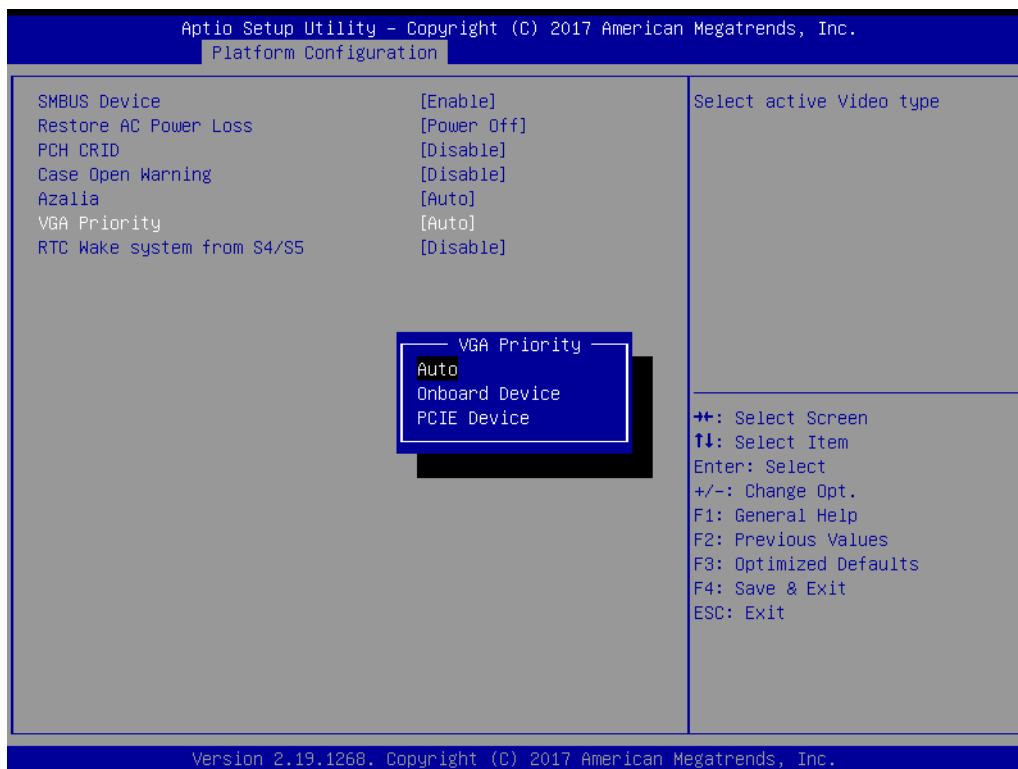 Aptio Setup Utility – Copyright (C) 2017 American Megatrends, Inc.
Platform Configuration
SMBUS Device [Enable]
Restore AC Power Loss [Power Off]
PCH CRID [Disable]
Case Open Warning [Disable]
Azalia [Auto]
VGA Priority [Auto]
RTC Wake system from S4/S5 [Disable]
VGA Priority
Auto
Onboard Device
PCIE Device
Select active Video type
→←: Select Screen
↑↓: Select Item
Enter: Select
+/-: Change Opt.
F1: General Help
F2: Previous Values
F3: Optimized Defaults
F4: Save & Exit
ESC: Exit
Version 2.19.1268. Copyright (C) 2017 American Megatrends, Inc.